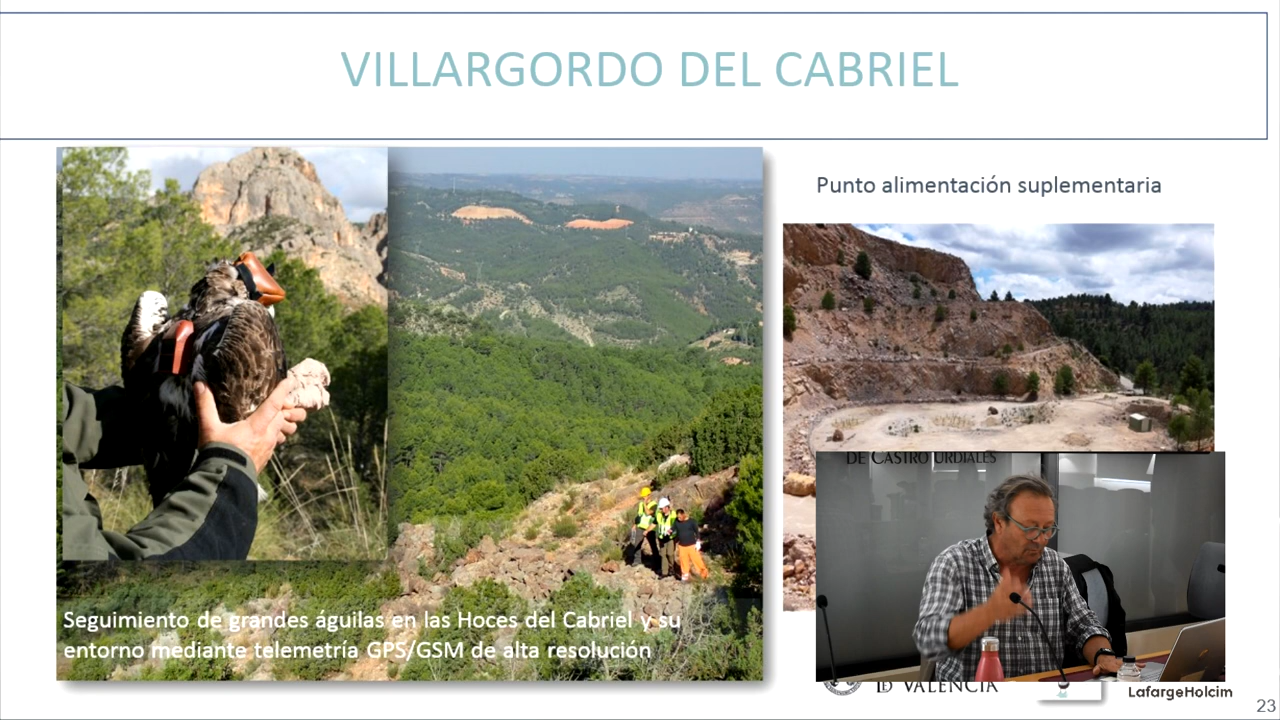 VILLARGORDO DEL CABRIEL
Punto alimentación suplementaria
Seguimiento de grandes águilas en las Hoces del Cabriel y su
entorno mediante telemetría GPS/GSM de alta resolución
DE CASTRO URDIALES
VALENCIA
LafargeHolcim
23